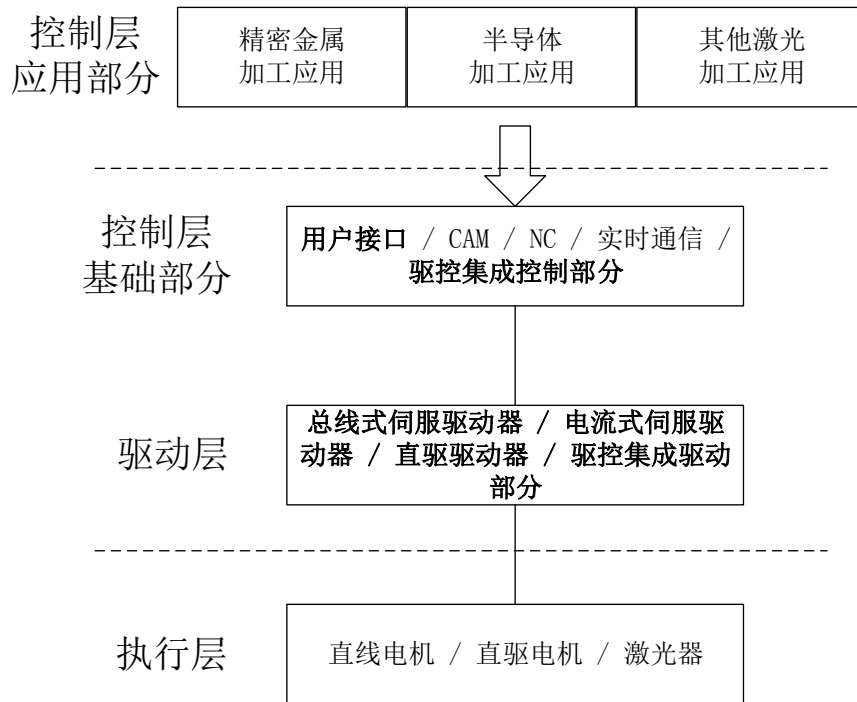 控制层
应用部分
精密金属
加工应用
半导体
加工应用
其他激光
加工应用
控制层
基础部分
用户接口 / CAM / NC / 实时通信 /
驱控集成控制部分
驱动层
总线式伺服驱动器 / 电流式伺服驱
动器 / 直驱驱动器 / 驱控集成驱动
部分
执行层
直线电机 / 直驱电机 / 激光器